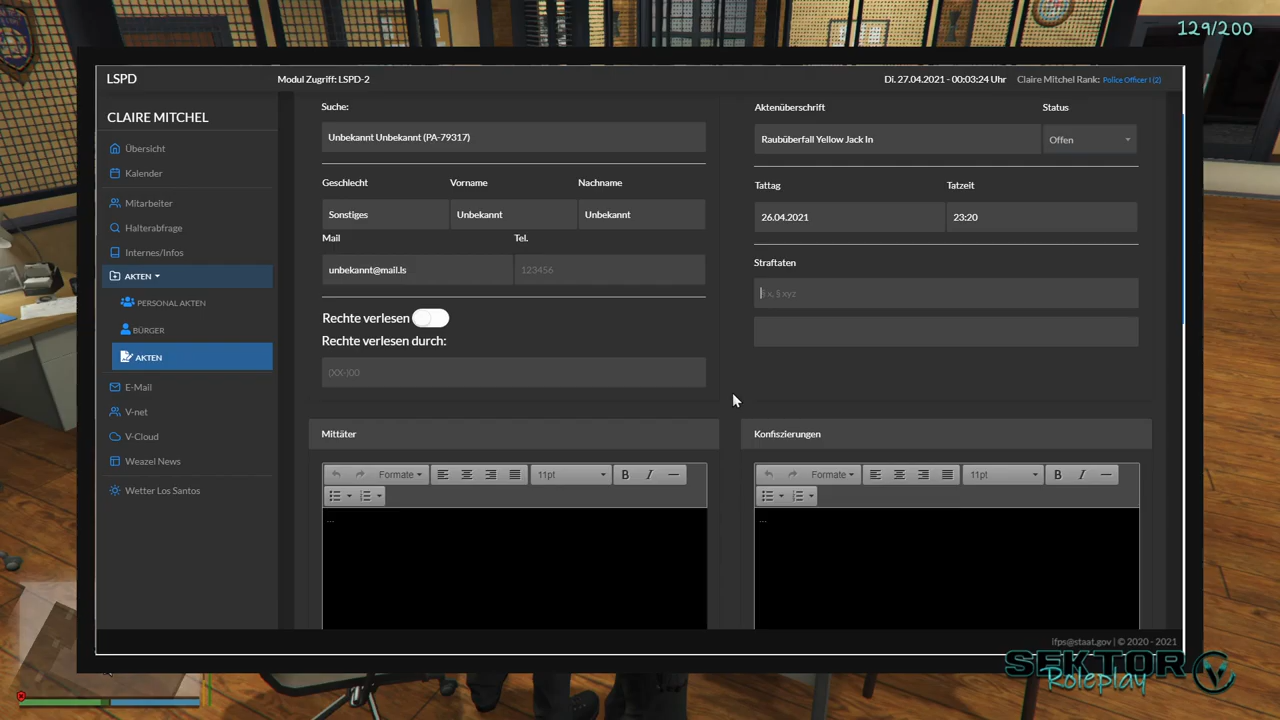 129/200
LSPD
Modul Zugriff: LSPD-2
Di. 27.04.2021 - 00:03:24 Uhr
Claire Mitchel Rank: Police Officer I (2)
CLAIRE MITCHEL
Übersicht
Kalender
Mitarbeiter
Halterabfrage
Internes/Infos
AKTEN
PERSONAL AKTEN
BÜRGER
AKTEN
E-Mail
V-net
V-Cloud
Weazel News
Wetter Los Santos
Suche:
Unbekannt Unbekannt (PA-79317)
Geschlecht Vorname Nachname
Sonstiges Unbekannt Unbekannt
Mail Tel.
unbekannt@mail.ls 123456
Rechte verlesen
Rechte verlesen durch:
(XX-)00
Aktenüberschrift Status
Raubüberfall Yellow Jack In Offen
Tattag Tatzeit
26.04.2021 23:20
Straftaten
§ x, § xyz
Mittäter
Formate 11pt B I
...
Konfiszierungen
Formate 11pt B I
...
lfps@staat.gov | © 2020 - 2021
SEKTOR
Roleplay